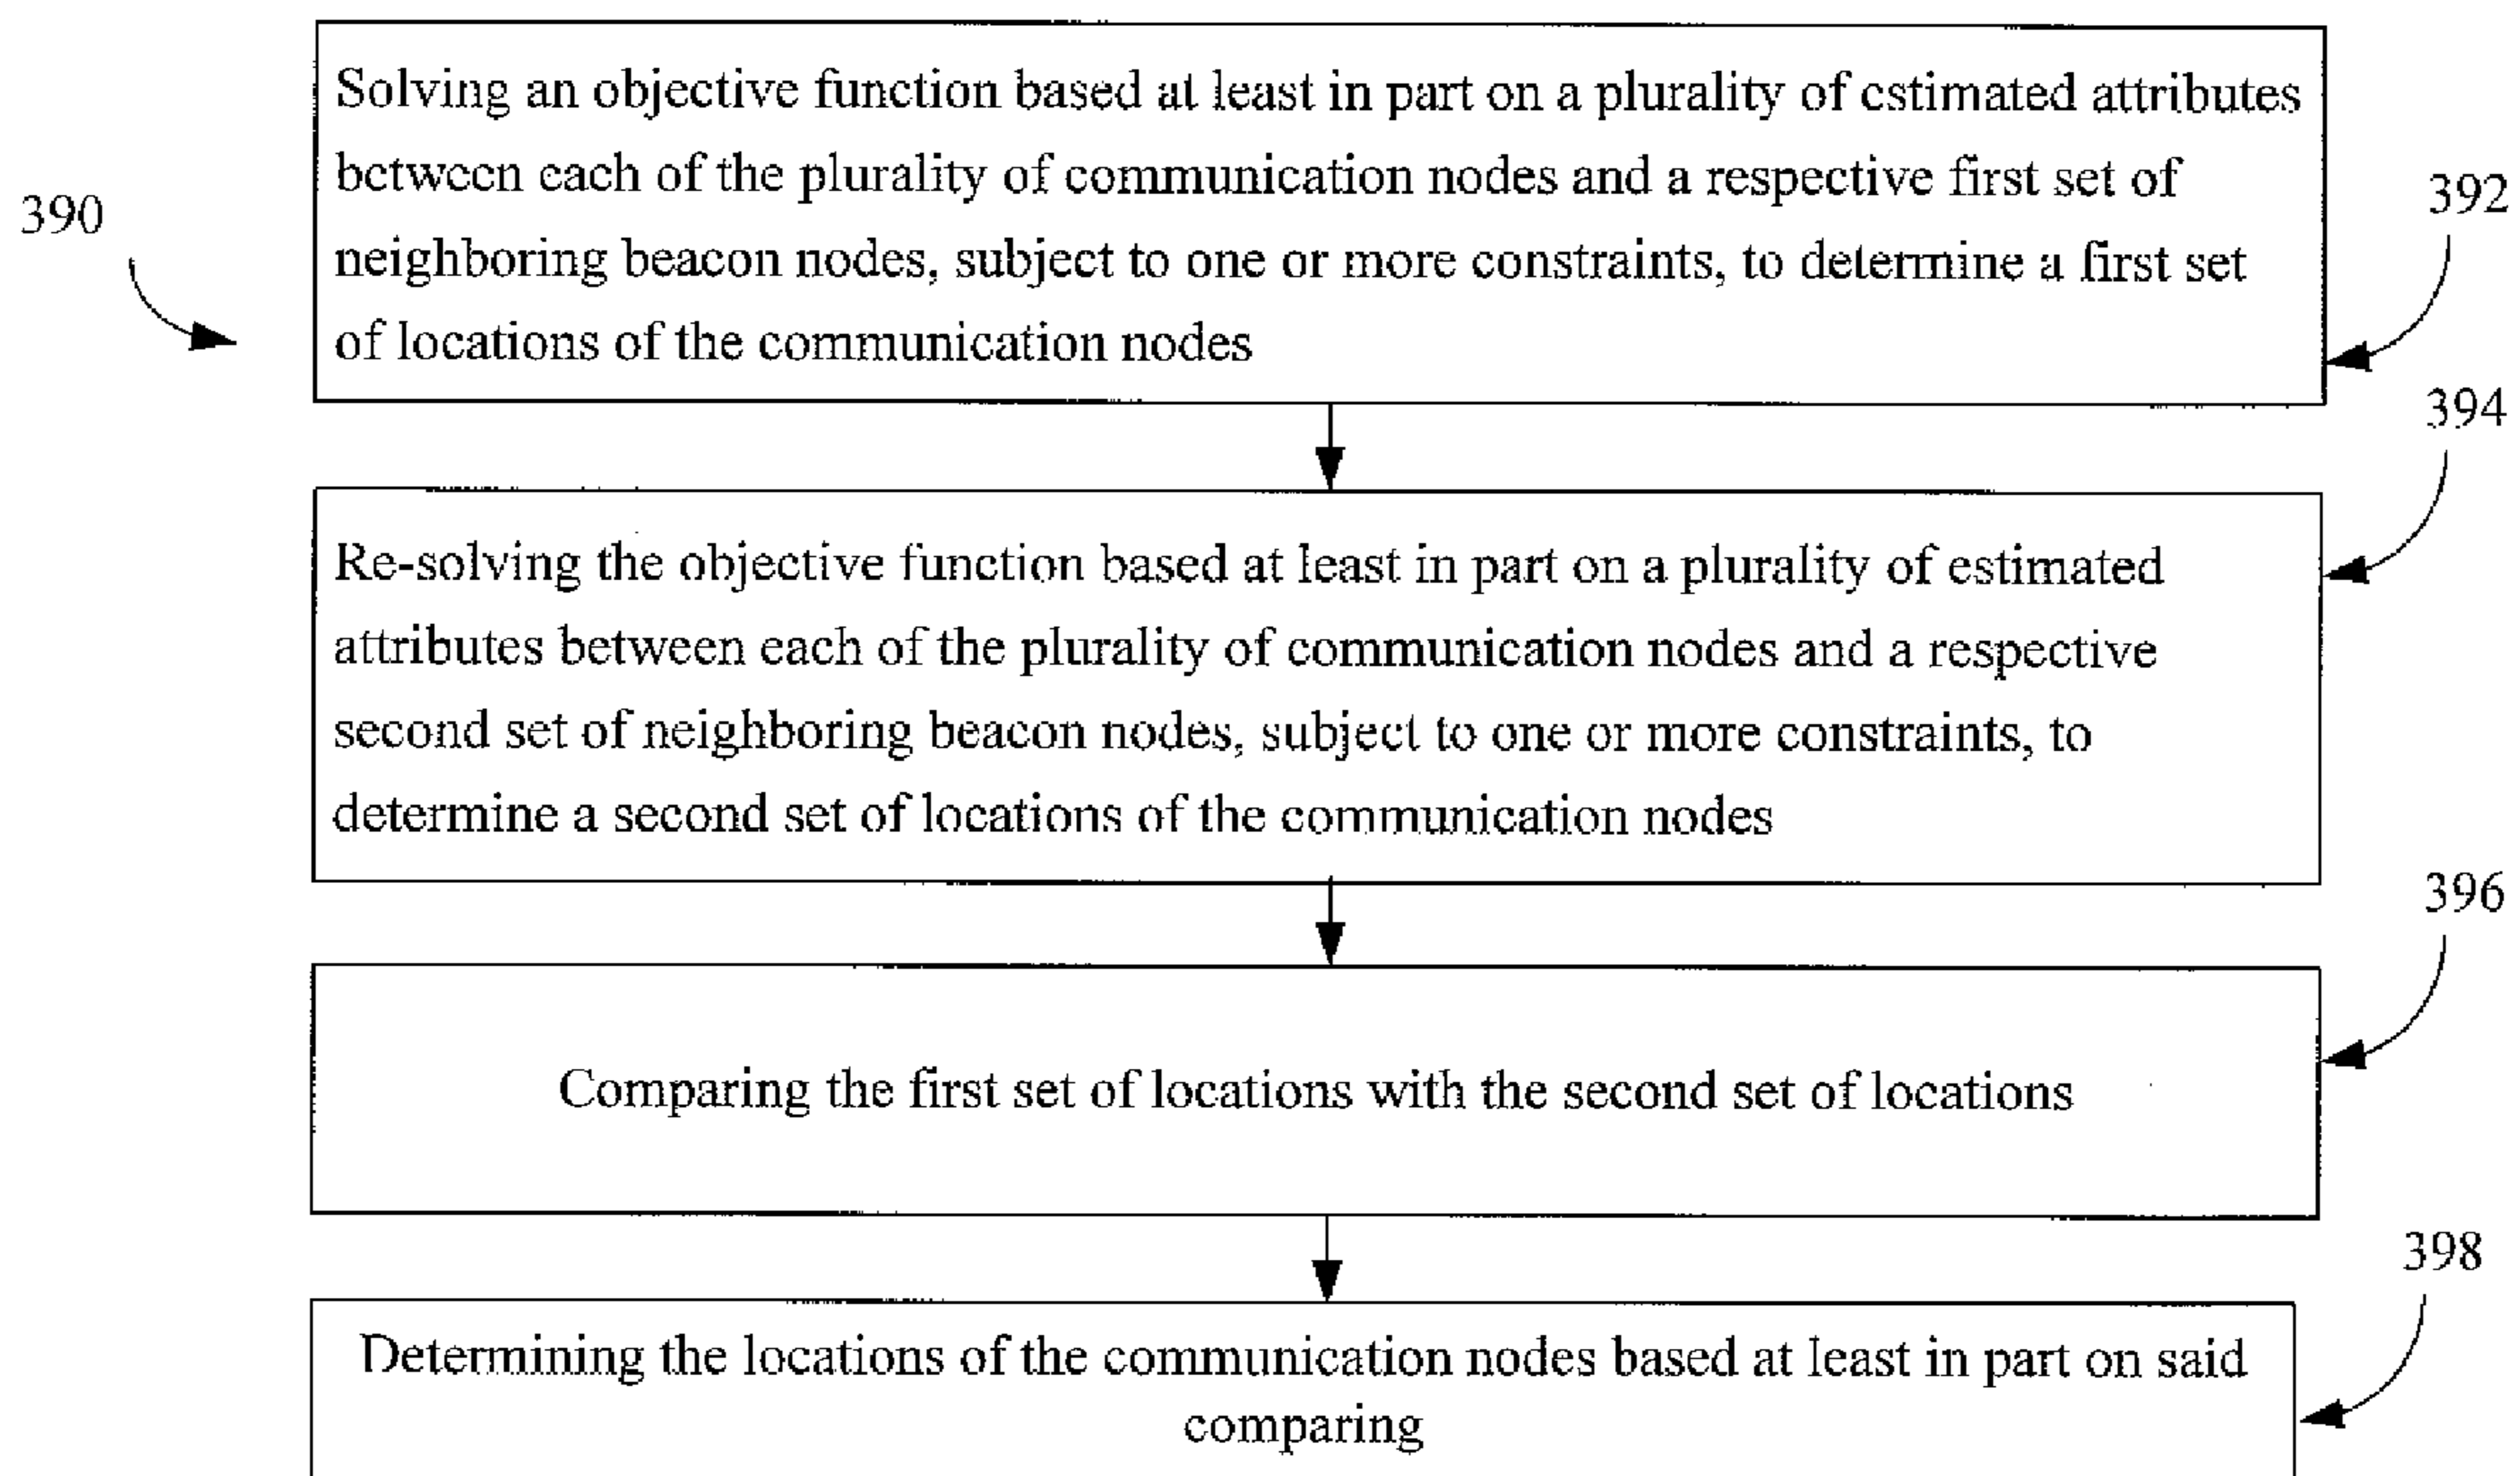 Solving an objective function based at least in part on a plurality of estimated attributes
between each of the plurality of communication nodes and a respective first set of
neighboring beacon nodes, subject to one or more constraints, to determine a first set
of locations of the communication nodes
390
392
394
Re-solving the objective function based at least in part on a plurality of estimated
attributes between each of the plurality of communication nodes and a respective
second set of neighboring beacon nodes, subject to one or more constraints, to
determine a second set of locations of the communication nodes
396
Comparing the first set of locations with the second set of locations
398
Determining the locations of the communication nodes based at least in part on said
comparing